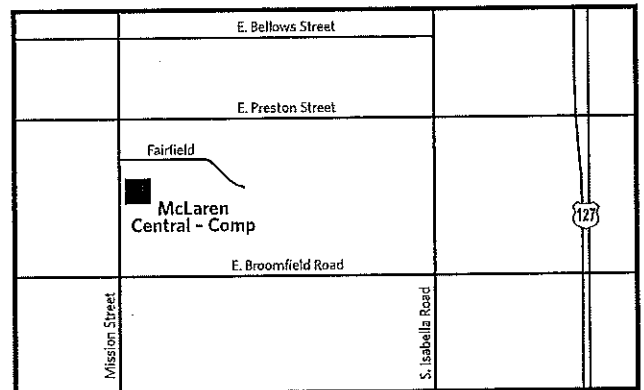 E. Bellows Street
E. Preston Street
Fairfield
McLaren
Central - Comp
127
E. Broomfield Road
Mission Street
S. Isabella Road